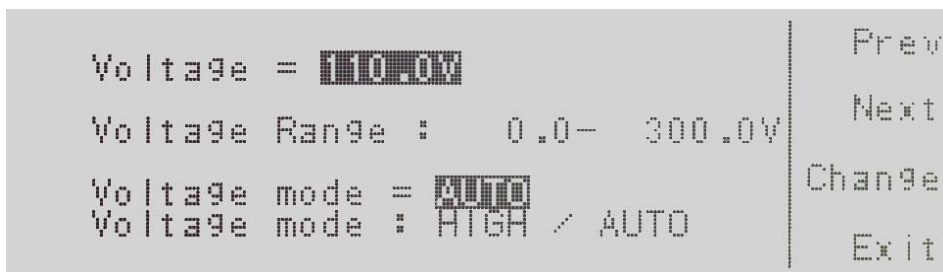 Voltage = 110.0V
Prev
Voltage Range : 0.0- 300.0V
Next
Voltage mode = AUTO
Change
Voltage mode : HIGH / AUTO
Exit